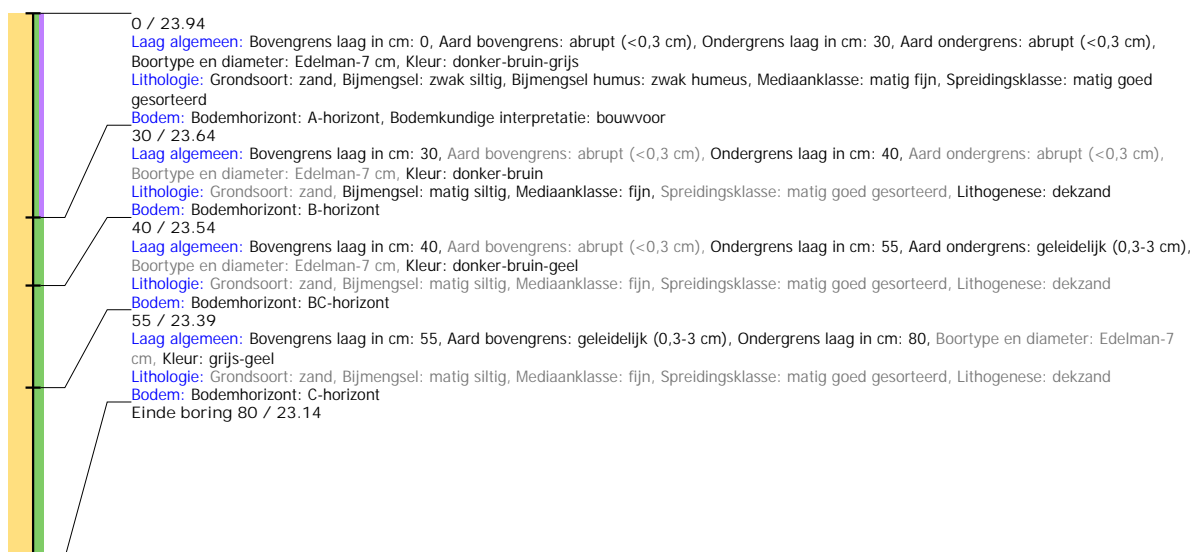 0 / 23.94
Laag algemeen: Bovengrens laag in cm: 0, Aard bovengrens: abrupt (<0,3 cm), Ondergrens laag in cm: 30, Aard ondergrens: abrupt (<0,3 cm),
Boortype en diameter: Edelman-7 cm, Kleur: donker-bruin-grijs
Lithologie: Grondsoort: zand, Bijmengsel: zwak siltig, Bijmengsel humus: zwak humeus, Mediaanklasse: matig fijn, Spreidingsklasse: matig goed
gesorteerd
Bodem: Bodemhorizont: A-horizont, Bodemkundige interpretatie: bouwvoor
30 / 23.64
Laag algemeen: Bovengrens laag in cm: 30, Aard bovengrens: abrupt (<0,3 cm), Ondergrens laag in cm: 40, Aard ondergrens: abrupt (<0,3 cm),
Boortype en diameter: Edelman-7 cm, Kleur: donker-bruin
Lithologie: Grondsoort: zand, Bijmengsel: matig siltig, Mediaanklasse: fijn, Spreidingsklasse: matig goed gesorteerd, Lithogenese: dekzand
Bodem: Bodemhorizont: B-horizont
40 / 23.54
Laag algemeen: Bovengrens laag in cm: 40, Aard bovengrens: abrupt (<0,3 cm), Ondergrens laag in cm: 55, Aard ondergrens: geleidelijk (0,3-3 cm),
Boortype en diameter: Edelman-7 cm, Kleur: donker-bruin-geel
Lithologie: Grondsoort: zand, Bijmengsel: matig siltig, Mediaanklasse: fijn, Spreidingsklasse: matig goed gesorteerd, Lithogenese: dekzand
Bodem: Bodemhorizont: BC-horizont
55 / 23.39
Laag algemeen: Bovengrens laag in cm: 55, Aard bovengrens: geleidelijk (0,3-3 cm), Ondergrens laag in cm: 80, Boortype en diameter: Edelman-7
cm, Kleur: grijs-geel
Lithologie: Grondsoort: zand, Bijmengsel: matig siltig, Mediaanklasse: fijn, Spreidingsklasse: matig goed gesorteerd, Lithogenese: dekzand
Bodem: Bodemhorizont: C-horizont
Einde boring 80 / 23.14